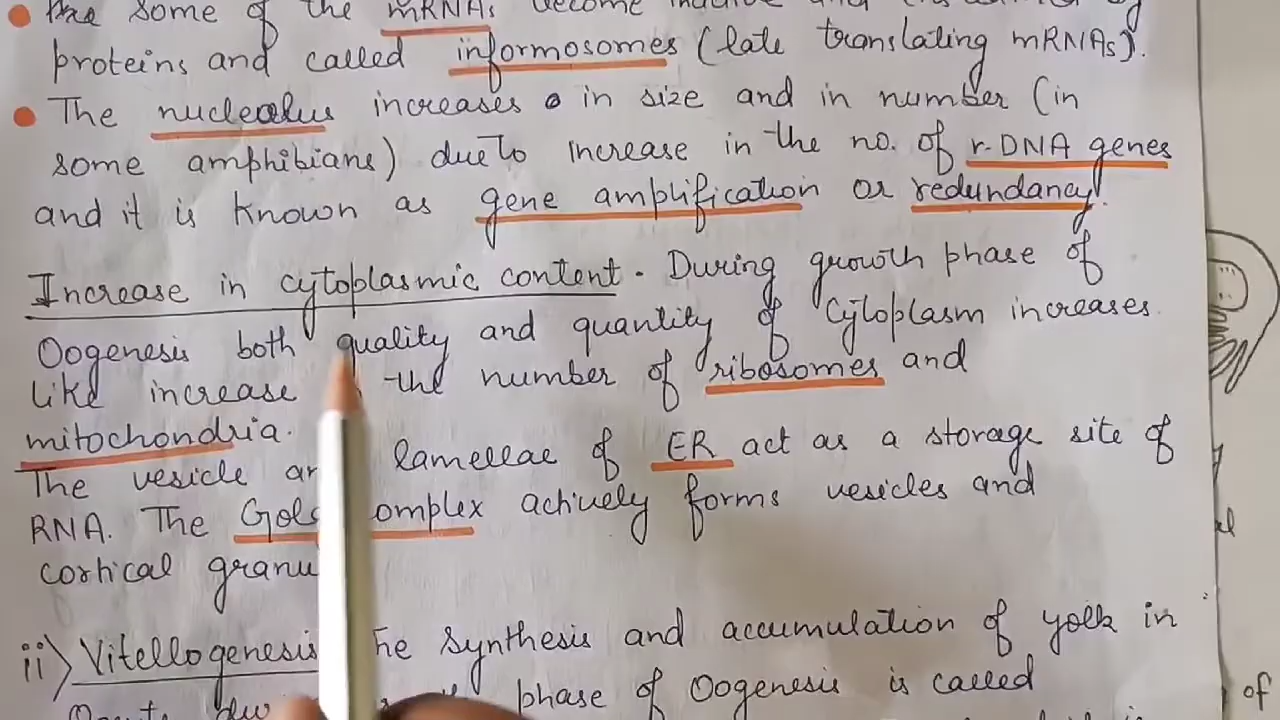 some of the mRNAs become
proteins and called informosomes (late translating mRNAs).
The nucleolus increases in size and in number (in
some amphibians) due to increase in the no. of r-DNA genes
and it is known as gene amplification or redundancy.
Increase in cytoplasmic content. During growth phase of
Oogenesis both quality and quantity of Cytoplasm increases.
like increase the number of ribosomes and
mitochondria.
The vesicle lamellae of ER act as a storage site of
RNA. The Golg omplex actively forms vesicles and
cortical granu
ii) Vitellogenesis The synthesis and accumulation of yolk in
phase of Oogenesis is called
of